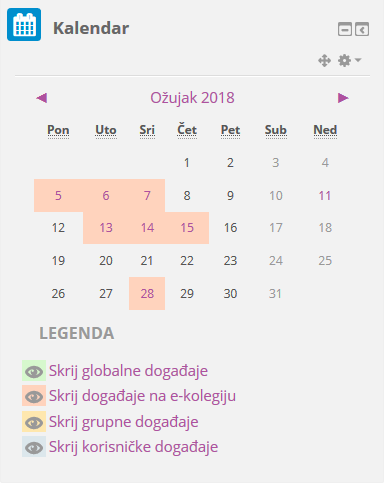 Kalendar
Ožujak 2018
Pon Uto Sri Čet Pet Sub Ned
1 2 3 4
5 6 7 8 9 10 11
12 13 14 15 16 17 18
19 20 21 22 23 24 25
26 27 28 29 30 31
LEGENDA
Skrij globalne događaje
Skrij događaje na e-kolegiju
Skrij grupne događaje
Skrij korisničke događaje